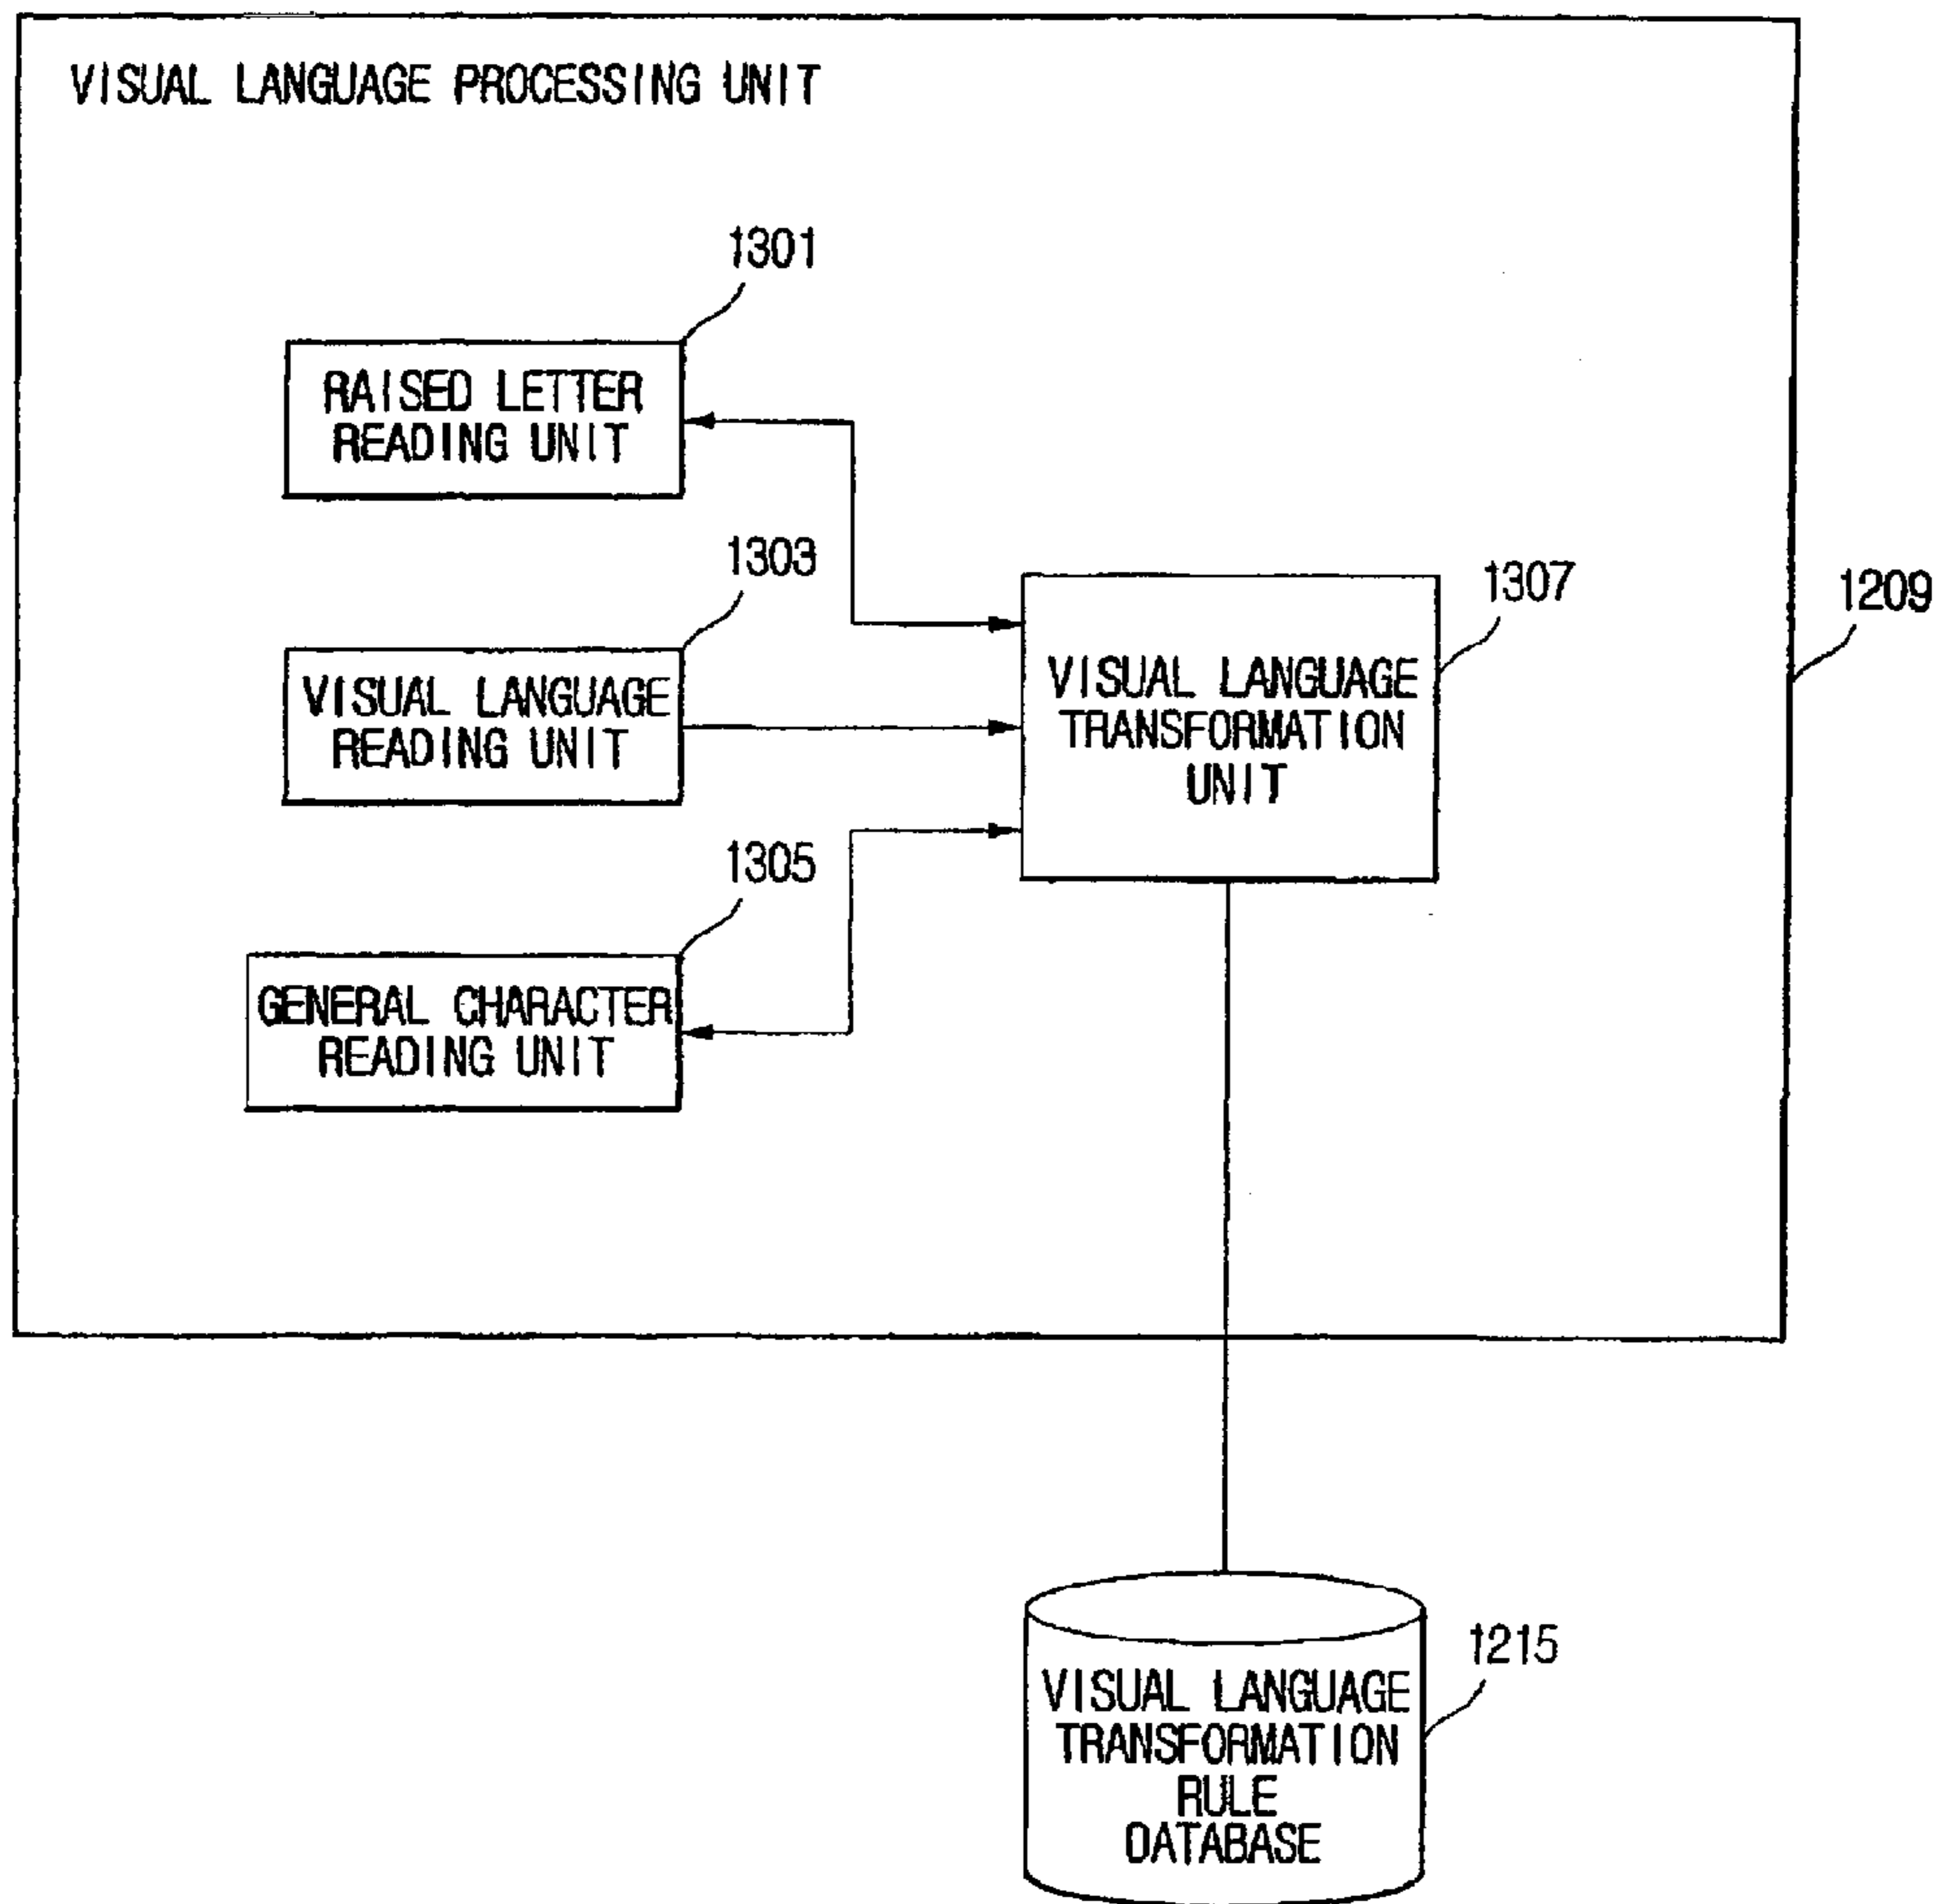 VISUAL LANGUAGE PROCESSING UNIT
1301
RAISED LETTER
READING UNIT
1303
VISUAL LANGUAGE
READING UNIT
1305
GENERAL CHARACTER
READING UNIT
1307
VISUAL LANGUAGE
TRANSFORMATION
UNIT
1209
1215
VISUAL LANGUAGE
TRANSFORMATION
RULE
DATABASE